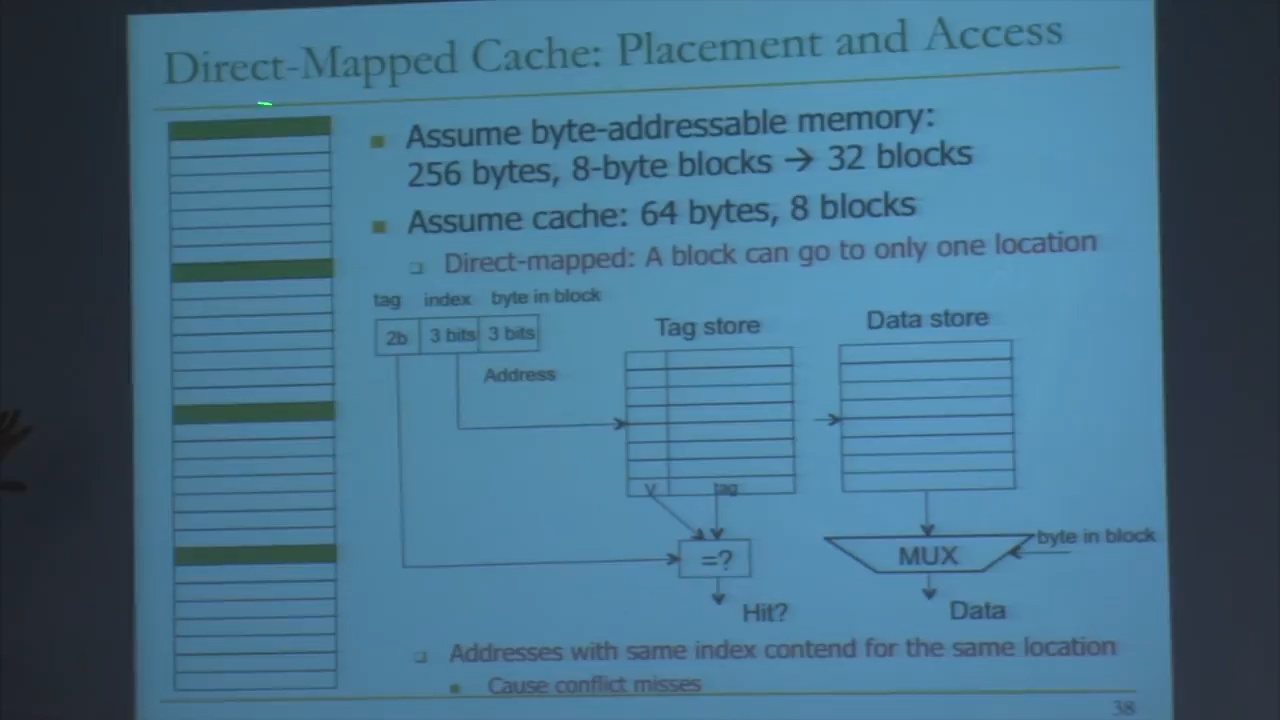 Direct-Mapped Cache: Placement and Access
Assume byte-addressable memory:
256 bytes, 8-byte blocks → 32 blocks
Assume cache: 64 bytes, 8 blocks
Direct-mapped: A block can go to only one location
tag index byte in block
2b 3 bits 3 bits
Address
Tag store
Data store
V tag
=?
Hit?
MUX
byte in block
Data
Addresses with same index contend for the same location
Cause conflict misses
38